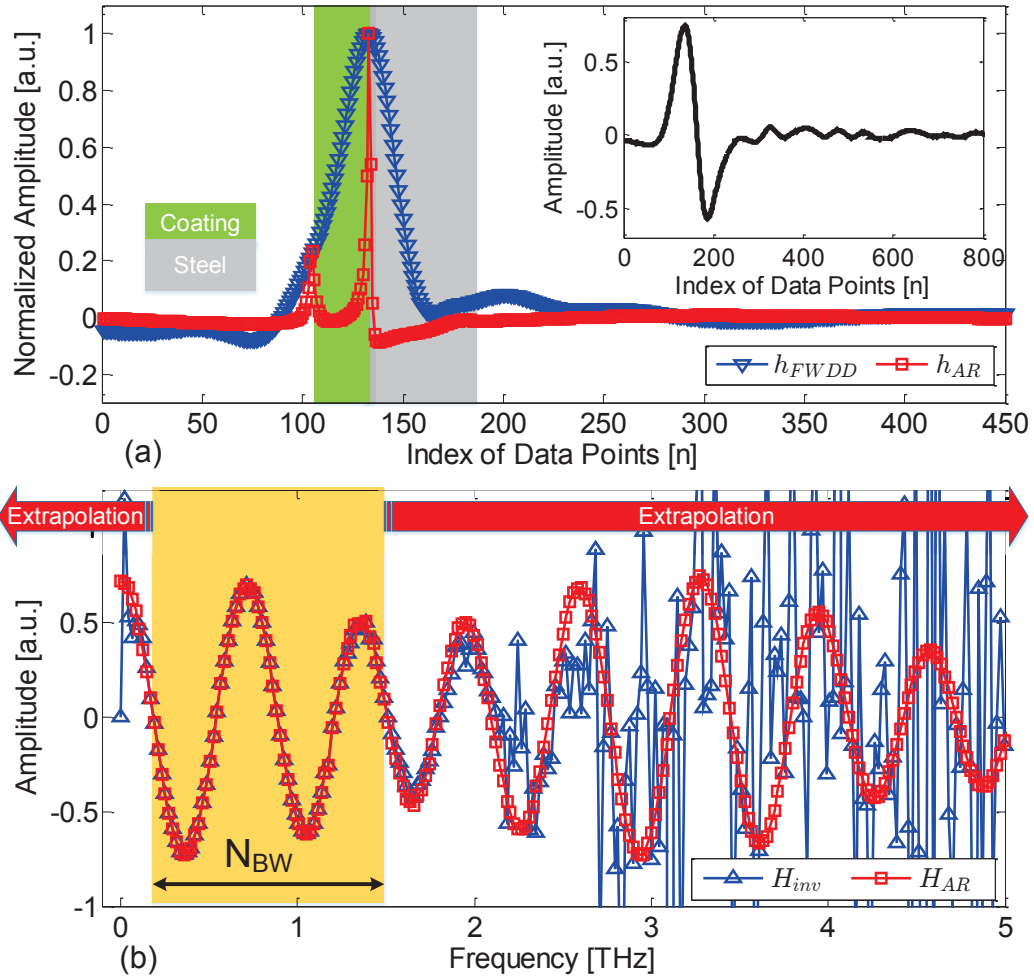 1
0.8
0.6
0.4
0.2
0
-0.2
Normalized Amplitude [a.u.]
Coating
Steel
0.5
0
-0.5
Amplitude [a.u.]
0 200 400 600 800
Index of Data Points [n]
h_FWDD h_AR
0 50 100 150 200 250 300 350 400 450
(a) Index of Data Points [n]
Extrapolation Extrapolation
1
0.5
0
-0.5
-1
Amplitude [a.u.]
N_BW
H_inv H_AR
0 1 2 3 4 5
(b) Frequency [THz]